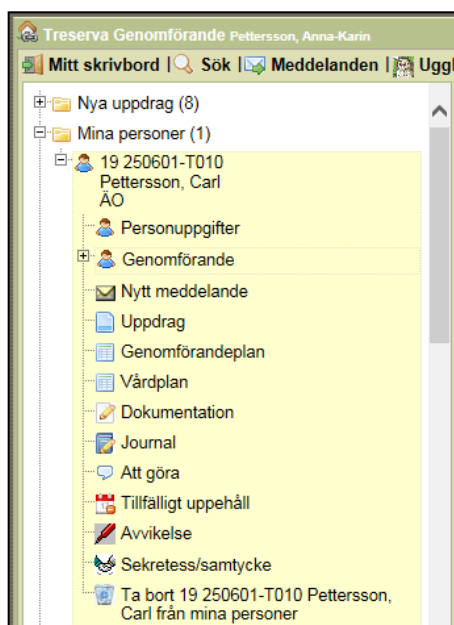 Treserva Genomförande Pettersson, Anna-Karin
Mitt skrivbord | Sök | Meddelanden | Uggl
Nya uppdrag (8)
Mina personer (1)
19 250601-T010
Pettersson, Carl
ÄO
Personuppgifter
Genomförande
Nytt meddelande
Uppdrag
Genomförandeplan
Vårdplan
Dokumentation
Journal
Att göra
Tillfälligt uppehåll
Avvikelse
Sekretess/samtycke
Ta bort 19 250601-T010 Pettersson,
Carl från mina personer